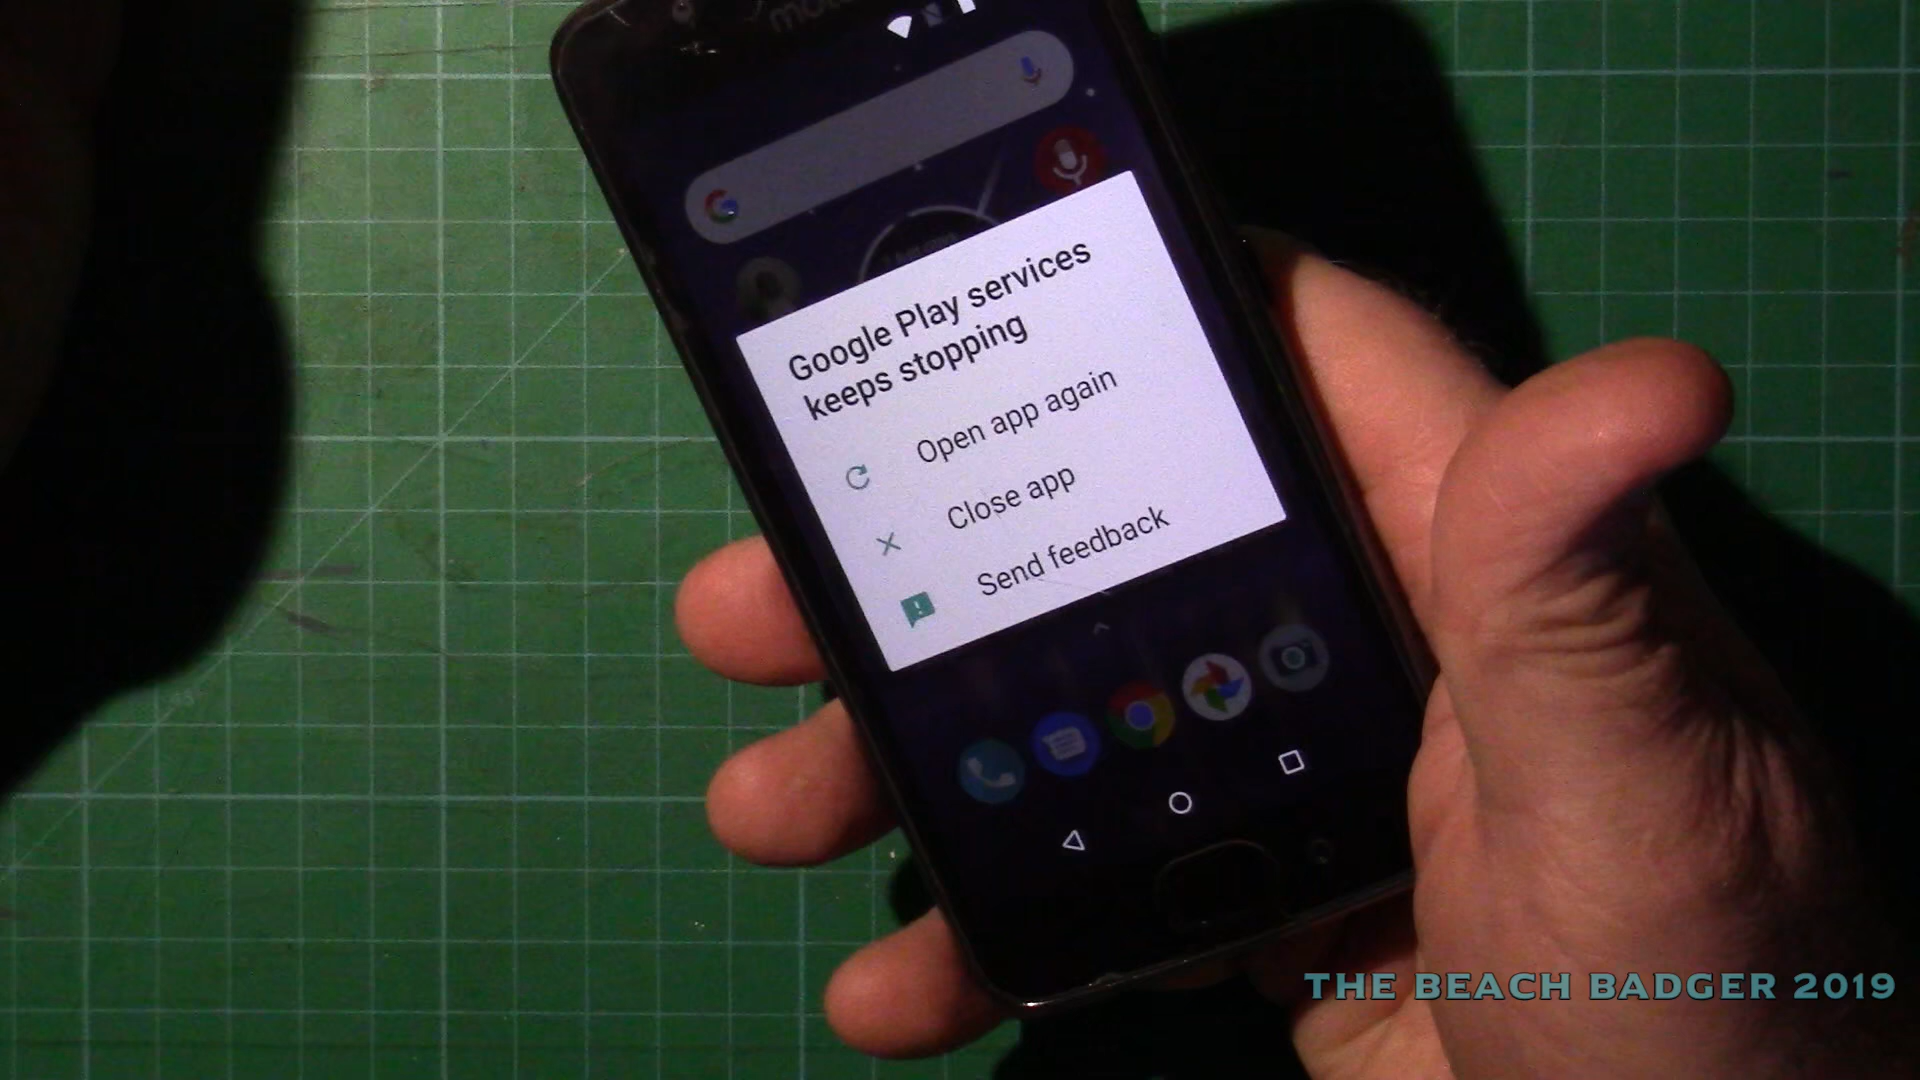 Google Play services
keeps stopping
Open app again
Close app
Send feedback
THE BEACH BADGER 2019